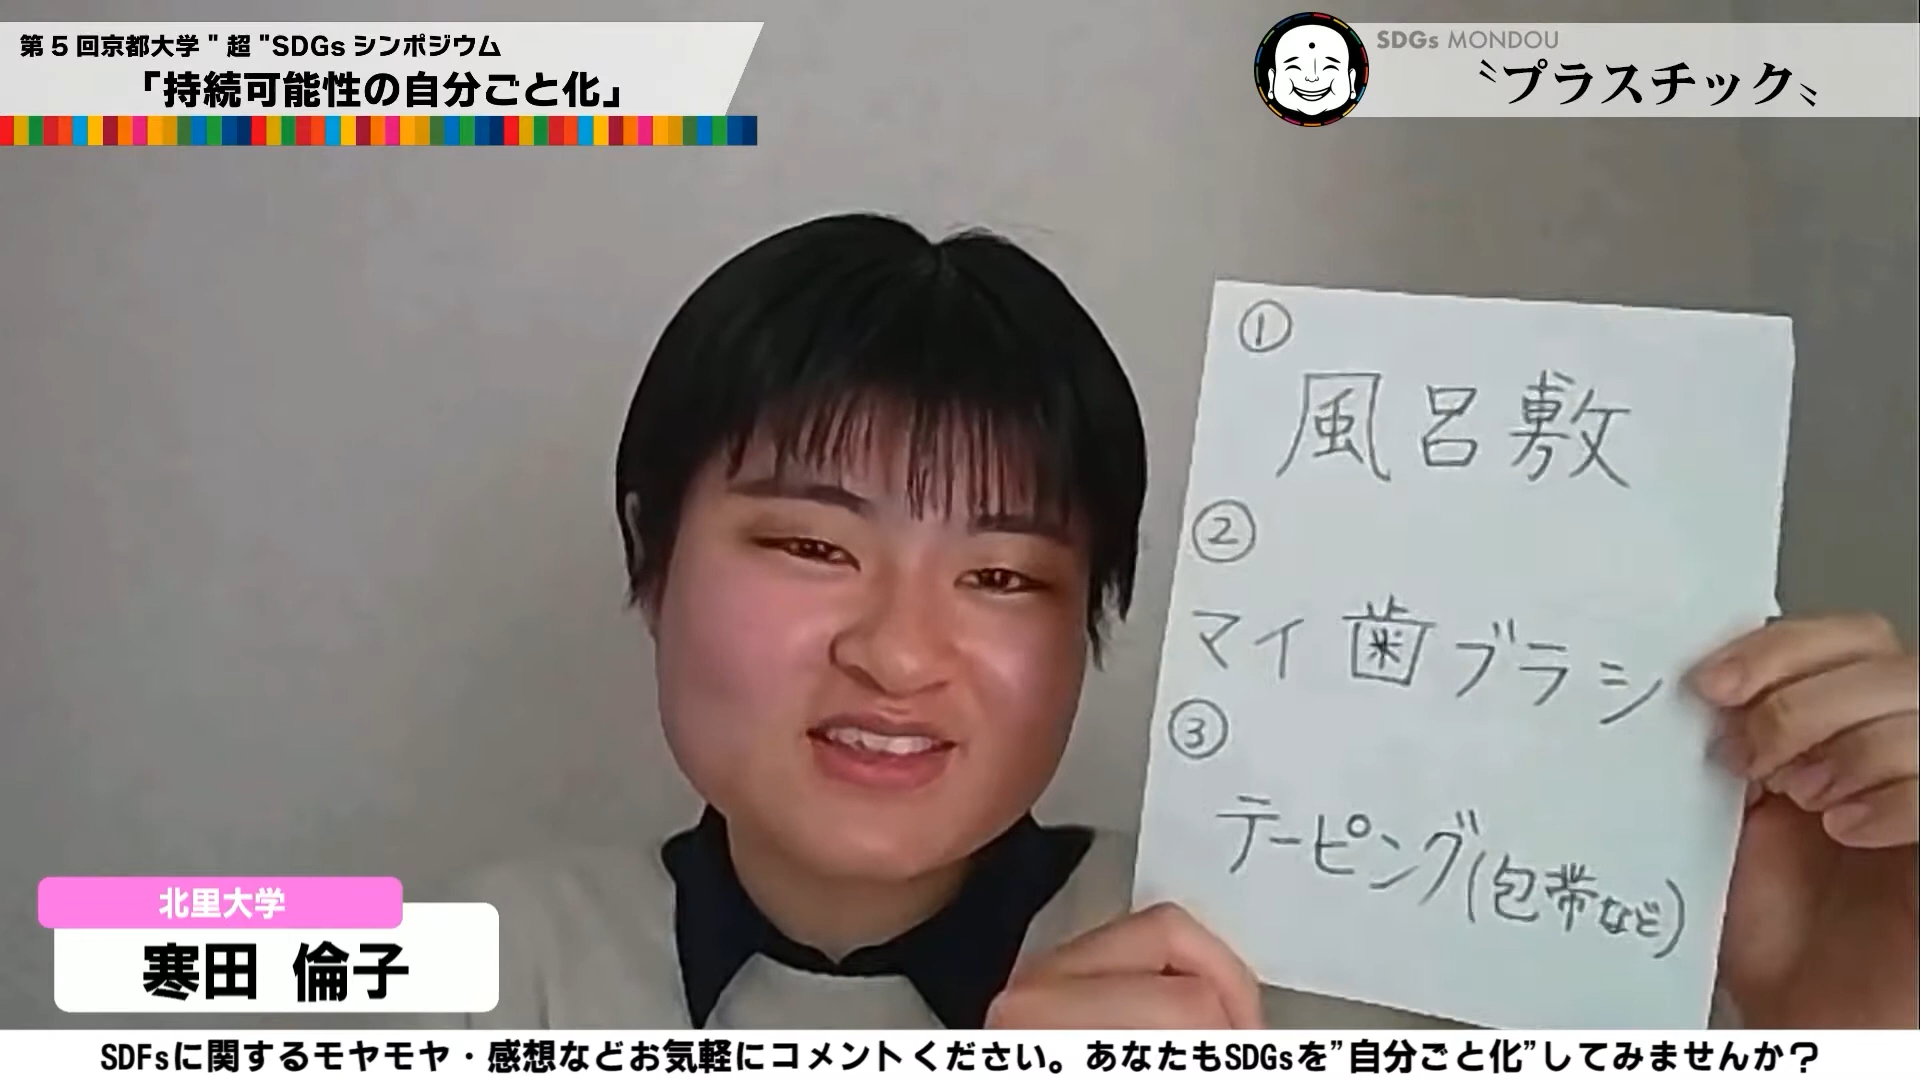 第5回京都大学"超"SDGsシンポジウム
「持続可能性の自分ごと化」
SDGs MONDOU
〝プラスチック〟
①
風呂敷
②
マイ歯ブラシ
③
テーピング(包帯など)
北里大学
寒田 倫子
SDFsに関するモヤモヤ・感想などお気軽にコメントください。あなたもSDGsを”自分ごと化”してみませんか？